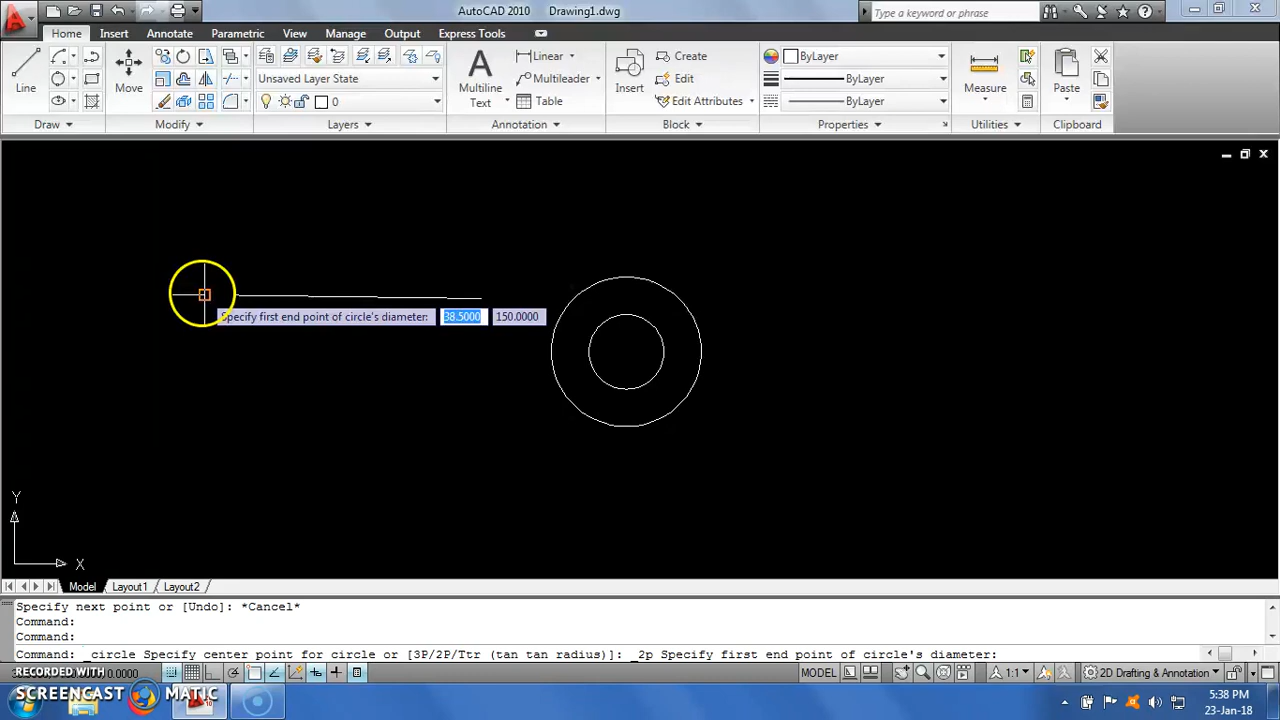 AutoCAD 2010 Drawing1.dwg
Type a keyword or phrase
Home Insert Annotate Parametric View Manage Output Express Tools
Line Move Unsaved Layer State 0 Multiline Text Linear Multileader Table Insert Create Edit Edit Attributes ByLayer ByLayer ByLayer Measure Paste
Draw Modify Layers Annotation Block Properties Utilities Clipboard
Specify first end point of circle's diameter: 38.5000 150.0000
Y
X
Model Layout1 Layout2
Specify next point or [Undo]: *Cancel*
Command:
Command:
Command: _circle Specify center point for circle or [3P/2P/Ttr (tan tan radius)]: _2p Specify first end point of circle's diameter:
RECORDED WITH 0.0000 MODEL 1:1 2D Drafting & Annotation
SCREENCAST MATIC
5:38 PM
23-Jan-18